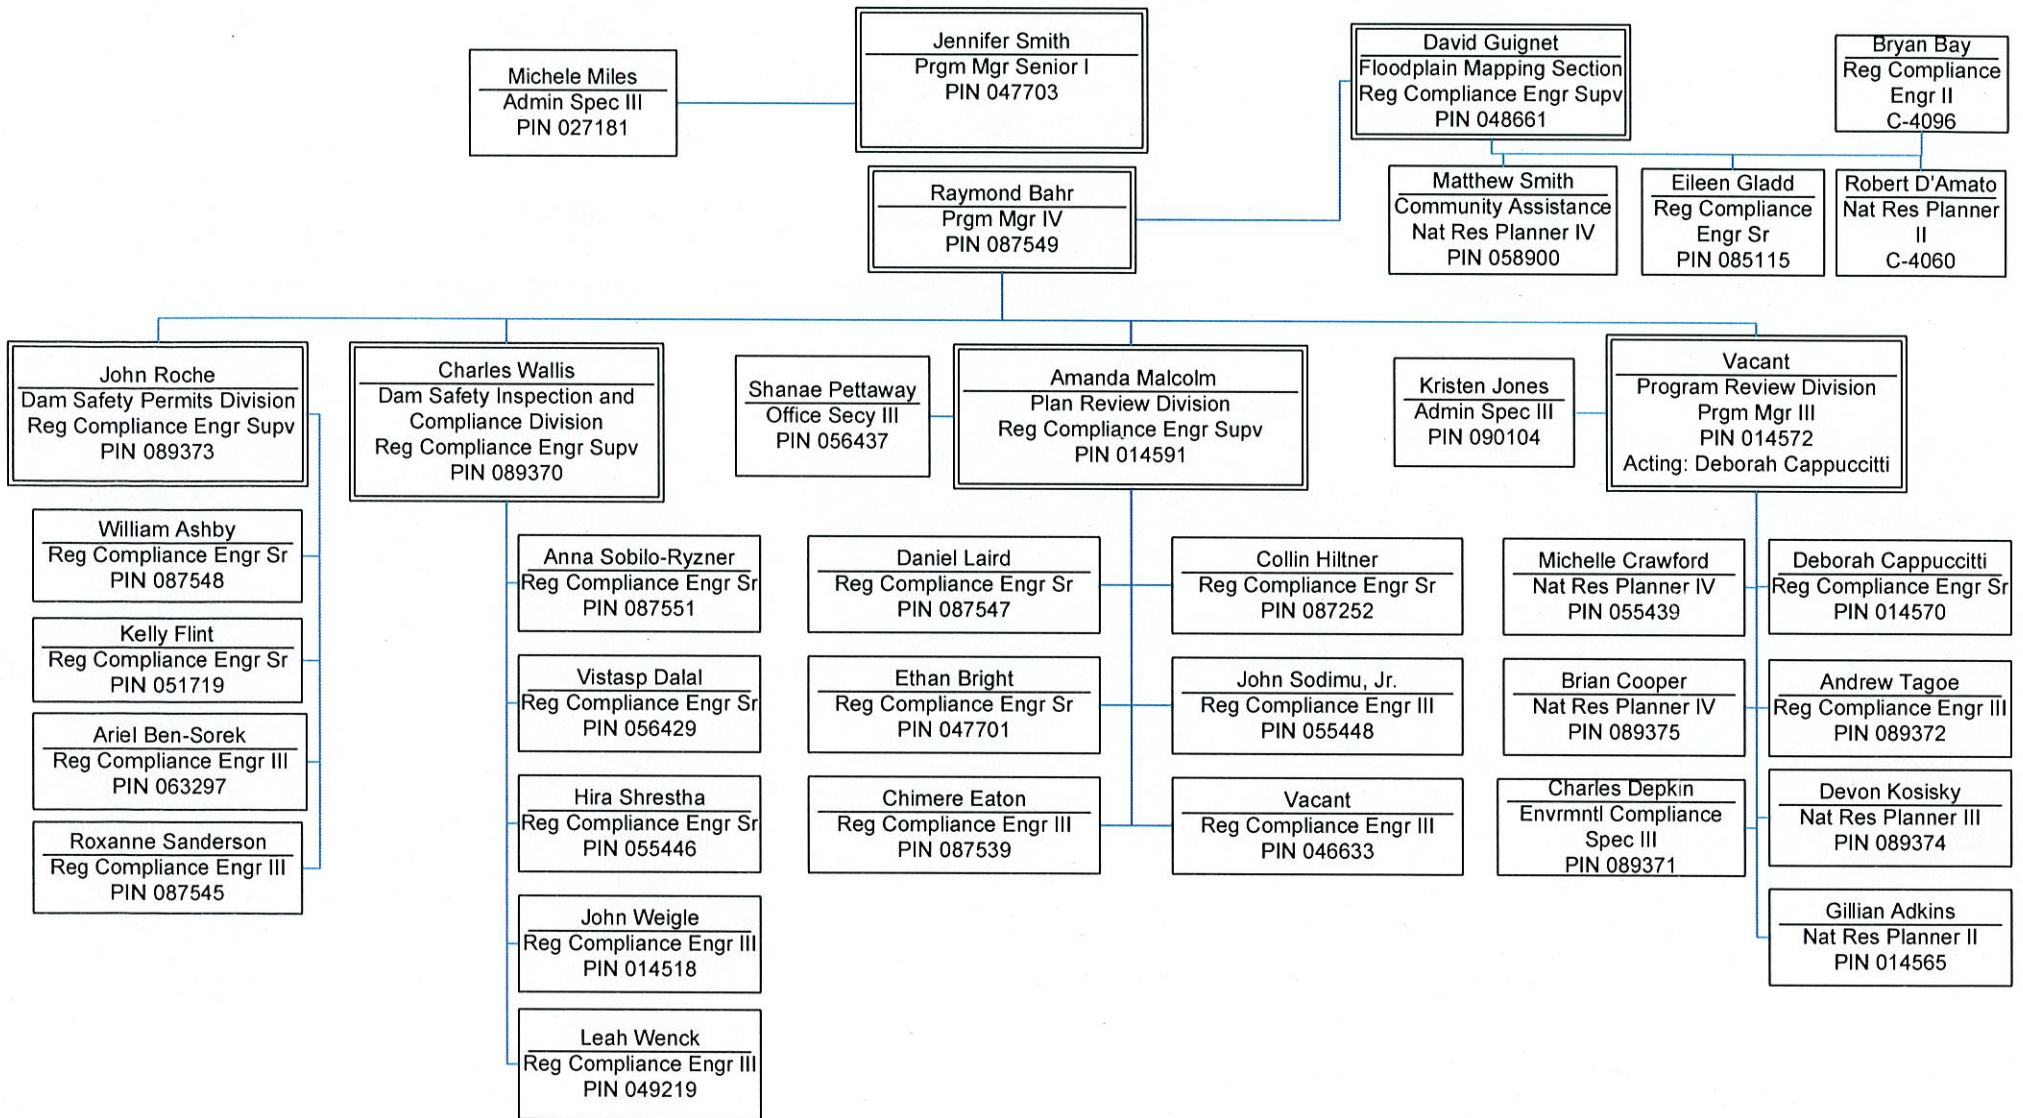 Jennifer Smith
Prgm Mgr Senior I
PIN 047703
Michele Miles
Admin Spec III
PIN 027181
David Guignet
Floodplain Mapping Section
Reg Compliance Engr Supv
PIN 048661
Bryan Bay
Reg Compliance
Engr II
C-4096
Raymond Bahr
Prgm Mgr IV
PIN 087549
Matthew Smith
Community Assistance
Nat Res Planner IV
PIN 058900
Eileen Gladd
Reg Compliance
Engr Sr
PIN 085115
Robert D'Amato
Nat Res Planner
II
C-4060
John Roche
Dam Safety Permits Division
Reg Compliance Engr Supv
PIN 089373
Charles Wallis
Dam Safety Inspection and
Compliance Division
Reg Compliance Engr Supv
PIN 089370
Shanae Pettaway
Office Secy III
PIN 056437
Amanda Malcolm
Plan Review Division
Reg Compliance Engr Supv
PIN 014591
Kristen Jones
Admin Spec III
PIN 090104
Vacant
Program Review Division
Prgm Mgr III
PIN 014572
Acting: Deborah Cappuccitti
William Ashby
Reg Compliance Engr Sr
PIN 087548
Kelly Flint
Reg Compliance Engr Sr
PIN 051719
Ariel Ben-Sorek
Reg Compliance Engr III
PIN 063297
Roxanne Sanderson
Reg Compliance Engr III
PIN 087545
Anna Sobilo-Ryzner
Reg Compliance Engr Sr
PIN 087551
Vistasp Dalal
Reg Compliance Engr Sr
PIN 056429
Hira Shrestha
Reg Compliance Engr Sr
PIN 055446
John Weigle
Reg Compliance Engr III
PIN 014518
Leah Wenck
Reg Compliance Engr III
PIN 049219
Daniel Laird
Reg Compliance Engr Sr
PIN 087547
Collin Hiltner
Reg Compliance Engr Sr
PIN 087252
Ethan Bright
Reg Compliance Engr Sr
PIN 047701
John Sodimu, Jr.
Reg Compliance Engr III
PIN 055448
Chimere Eaton
Reg Compliance Engr III
PIN 087539
Vacant
Reg Compliance Engr III
PIN 046633
Michelle Crawford
Nat Res Planner IV
PIN 055439
Deborah Cappuccitti
Reg Compliance Engr Sr
PIN 014570
Brian Cooper
Nat Res Planner IV
PIN 089375
Andrew Tagoe
Reg Compliance Engr III
PIN 089372
Charles Depkin
Envrmntl Compliance
Spec III
PIN 089371
Devon Kosisky
Nat Res Planner III
PIN 089374
Gillian Adkins
Nat Res Planner II
PIN 014565